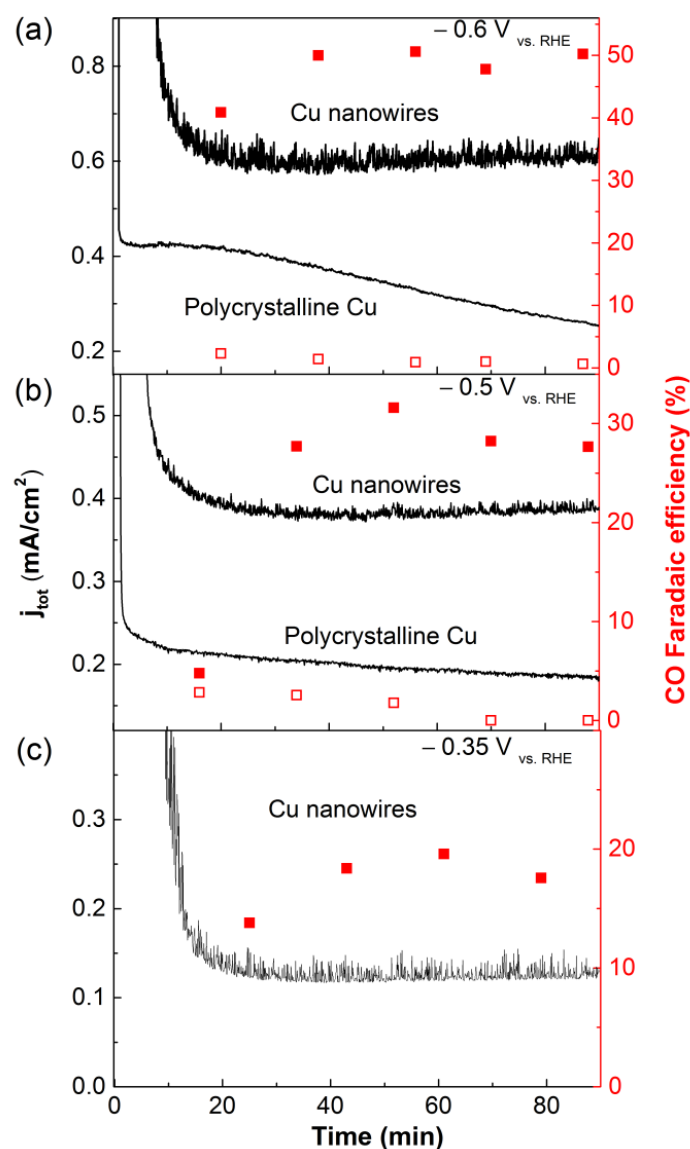 (a)
– 0.6 V vs. RHE
Cu nanowires
Polycrystalline Cu
0.8
0.6
0.4
0.2
50
40
30
20
10
0
(b)
– 0.5 V vs. RHE
Cu nanowires
Polycrystalline Cu
0.5
0.4
0.3
0.2
30
20
10
0
jtot (mA/cm²)
CO Faradaic efficiency (%)
(c)
– 0.35 V vs. RHE
Cu nanowires
0.3
0.2
0.1
0.0
20
10
0
0 20 40 60 80
Time (min)